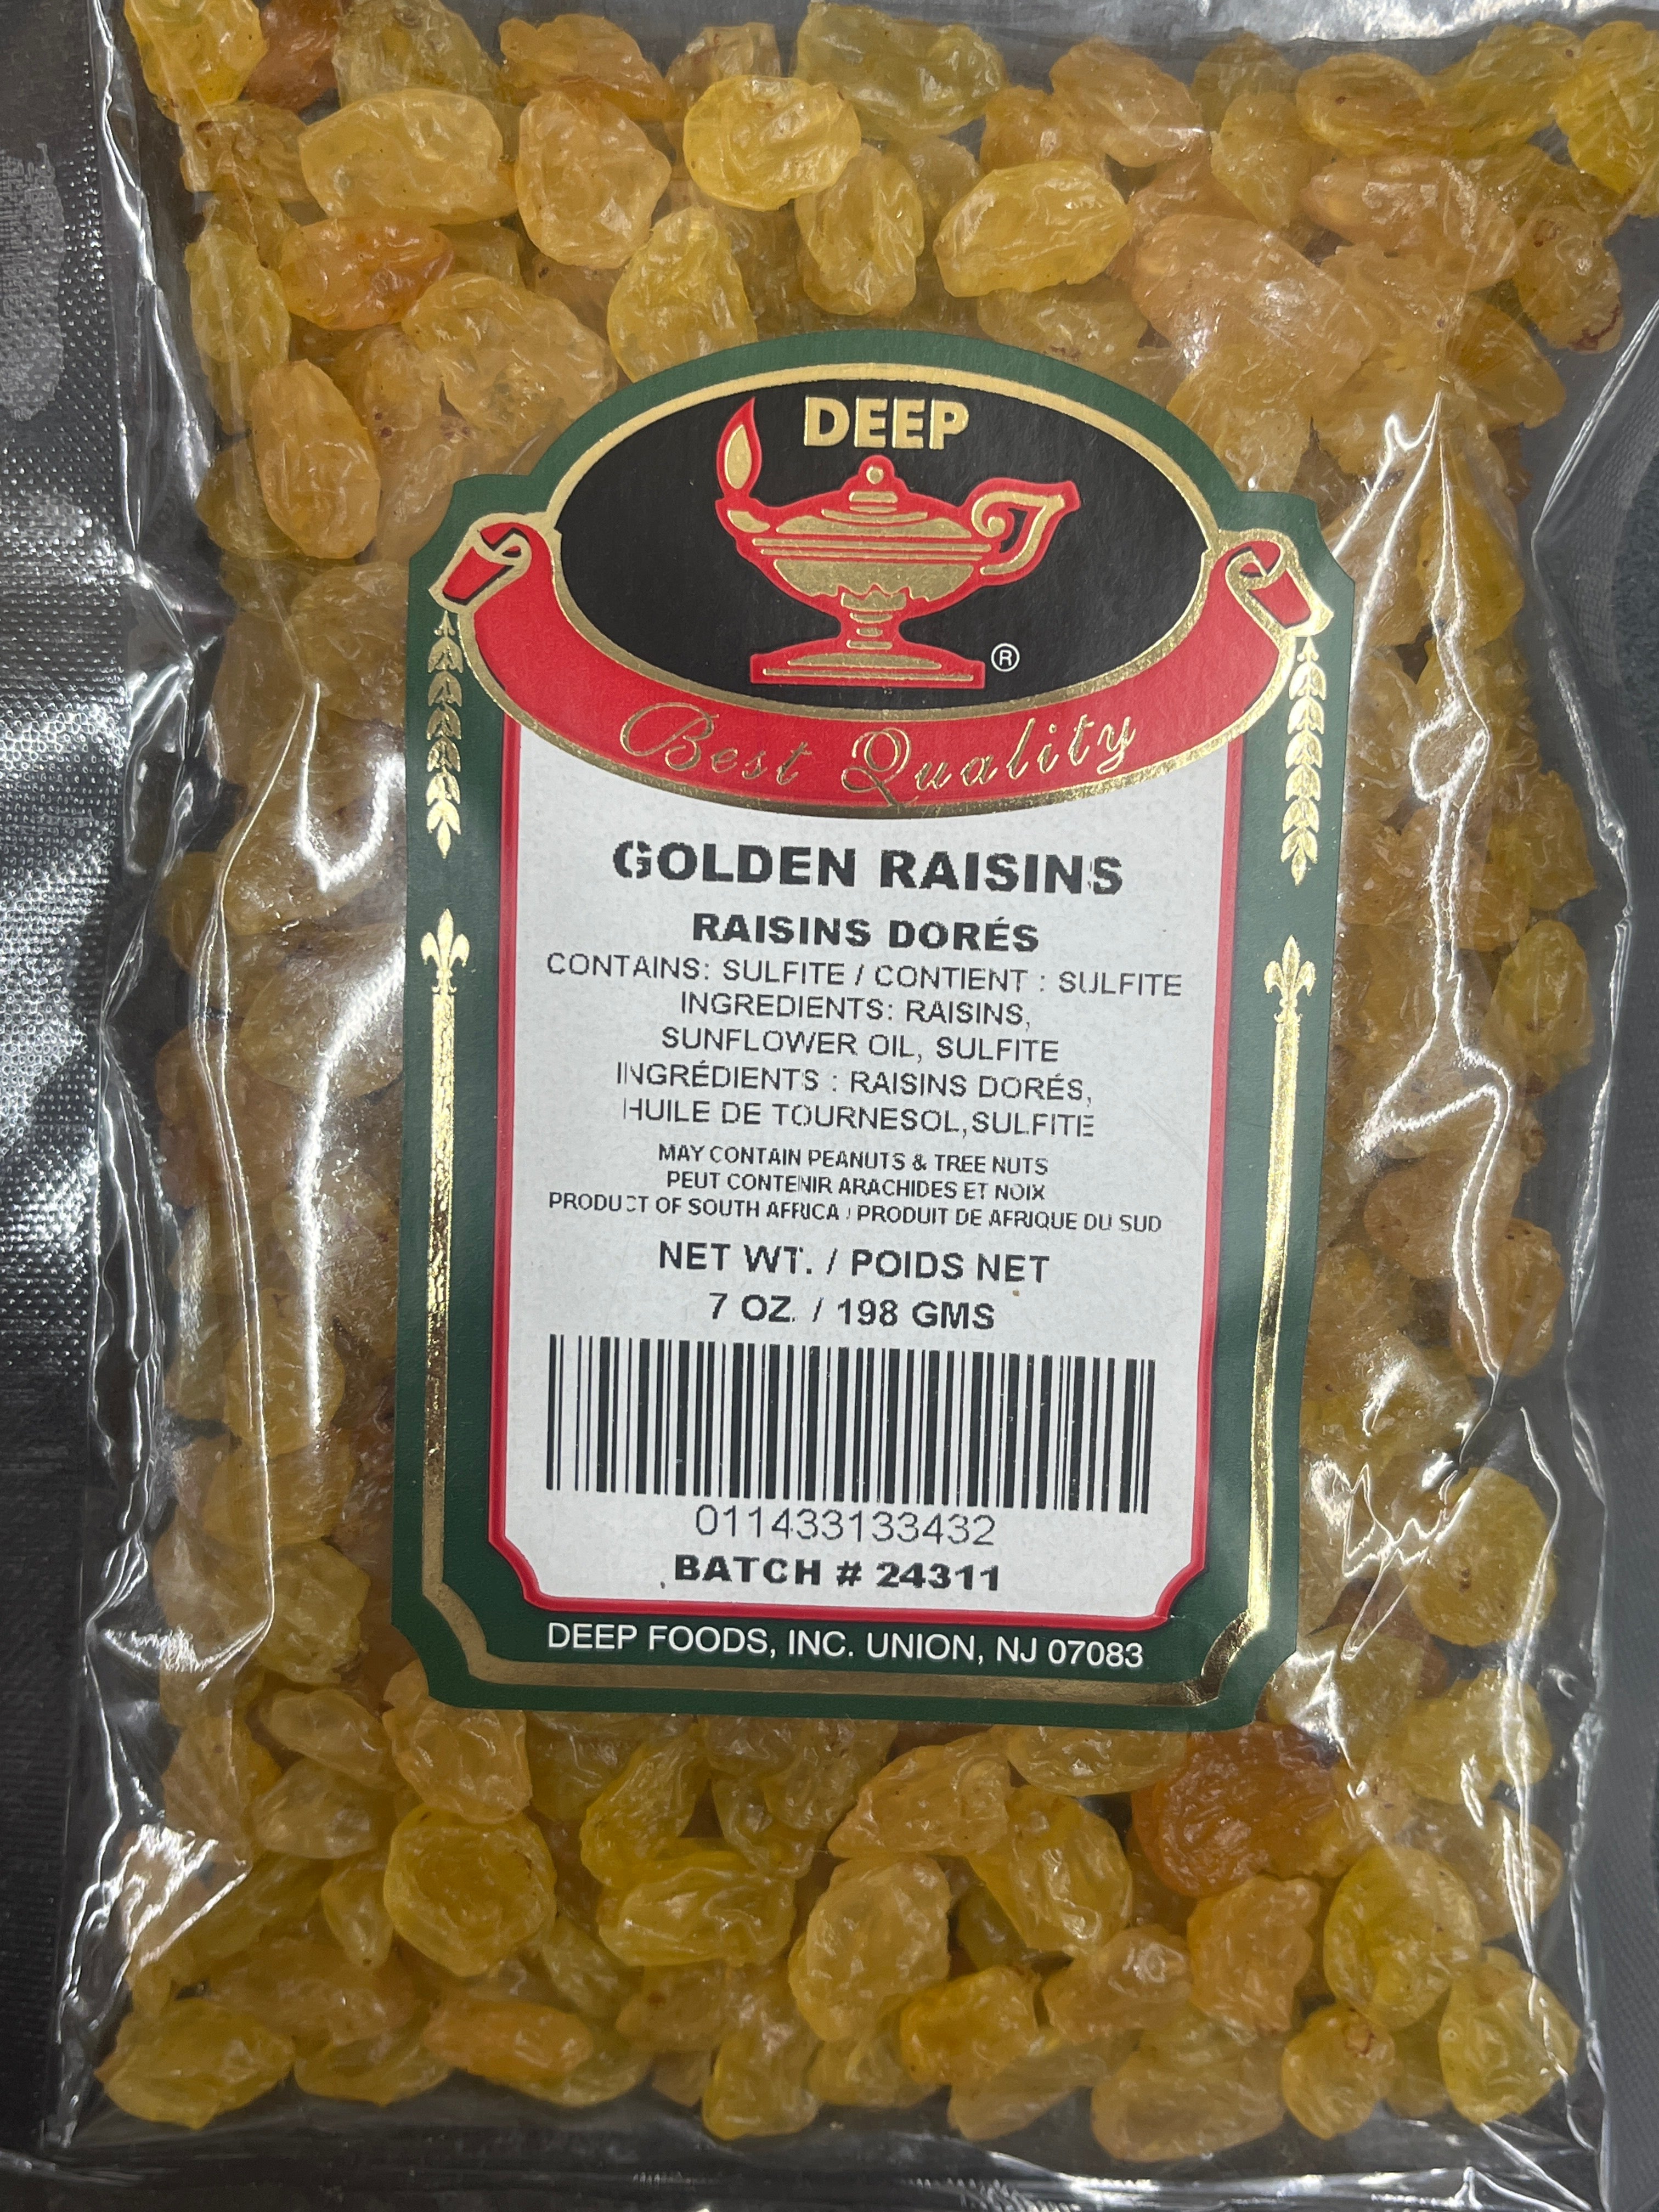 DEEP
®
Best Quality
GOLDEN RAISINS
RAISINS DORÉS
CONTAINS: SULFITE / CONTIENT : SULFITE
INGREDIENTS: RAISINS,
SUNFLOWER OIL, SULFITE
INGRÉDIENTS : RAISINS DORÉS,
HUILE DE TOURNESOL,SULFITE
MAY CONTAIN PEANUTS & TREE NUTS
PEUT CONTENIR ARACHIDES ET NOIX
PRODUCT OF SOUTH AFRICA / PRODUIT DE AFRIQUE DU SUD
NET WT. / POIDS NET
7 OZ. / 198 GMS
011433133432
BATCH # 24311
DEEP FOODS, INC. UNION, NJ 07083